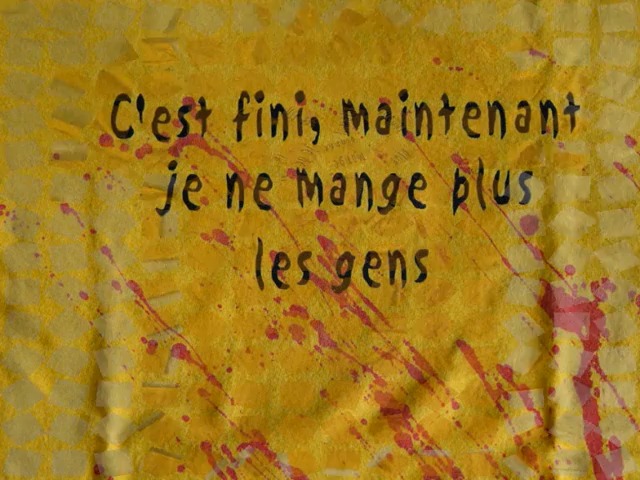 C'est fini, maintenant
je ne mange plus
les gens